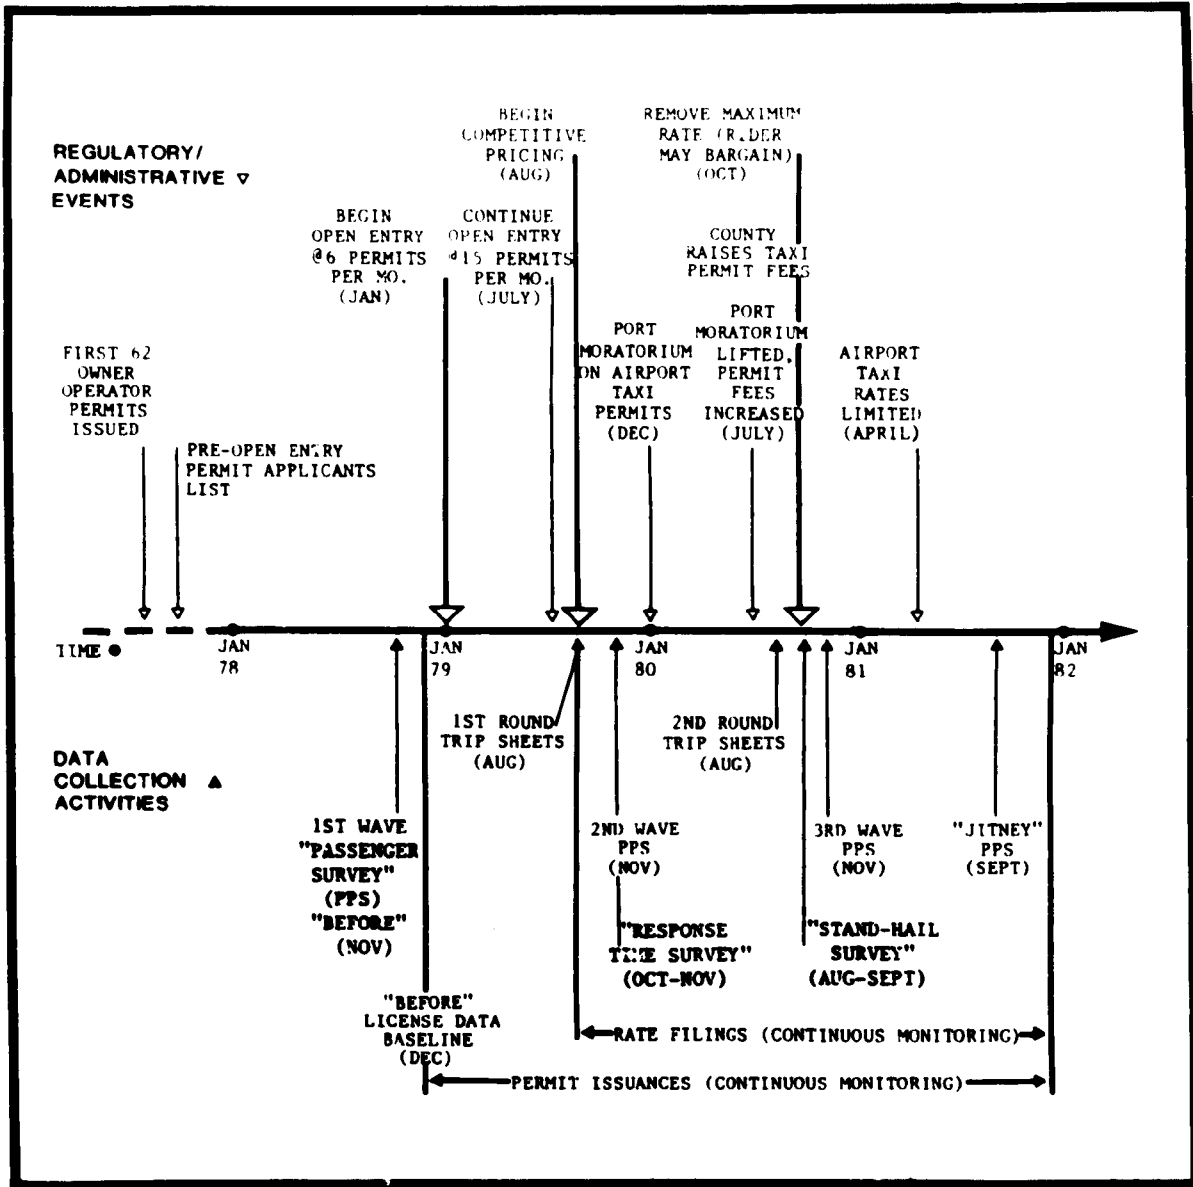 BEGIN
COMPETITIVE
PRICING
(AUG)
REMOVE MAXIMUM
RATE (R.DER
MAY BARGAIN)
(OCT)
REGULATORY/
ADMINISTRATIVE ▿
EVENTS
BEGIN
OPEN ENTRY
@6 PERMITS
PER MO.
(JAN)
CONTINUE
OPEN ENTRY
@15 PERMITS
PER MO.
(JULY)
COUNTY
RAISES TAXI
PERMIT FEES
FIRST 62
OWNER
OPERATOR
PERMITS
ISSUED
PORT
MORATORIUM
ON AIRPORT
TAXI
PERMITS
(DEC)
PORT
MORATORIUM
LIFTED,
PERMIT
FEES
INCREASED
(JULY)
AIRPORT
TAXI
RATES
LIMITED
(APRIL)
PRE-OPEN ENTRY
PERMIT APPLICANTS
LIST
TIME ●
JAN
78
JAN
79
JAN
80
JAN
81
JAN
82
1ST ROUND
TRIP SHEETS
(AUG)
2ND ROUND
TRIP SHEETS
(AUG)
DATA
COLLECTION ▲
ACTIVITIES
1ST WAVE
"PASSENGER
SURVEY"
(PPS)
"BEFORE"
(NOV)
2ND WAVE
PPS
(NOV)
3RD WAVE
PPS
(NOV)
"JITNEY"
PPS
(SEPT)
"RESPONSE
TIME SURVEY"
(OCT-NOV)
"STAND-HAIL
SURVEY"
(AUG-SEPT)
"BEFORE"
LICENSE DATA
BASELINE
(DEC)
RATE FILINGS (CONTINUOUS MONITORING)
PERMIT ISSUANCES (CONTINUOUS MONITORING)